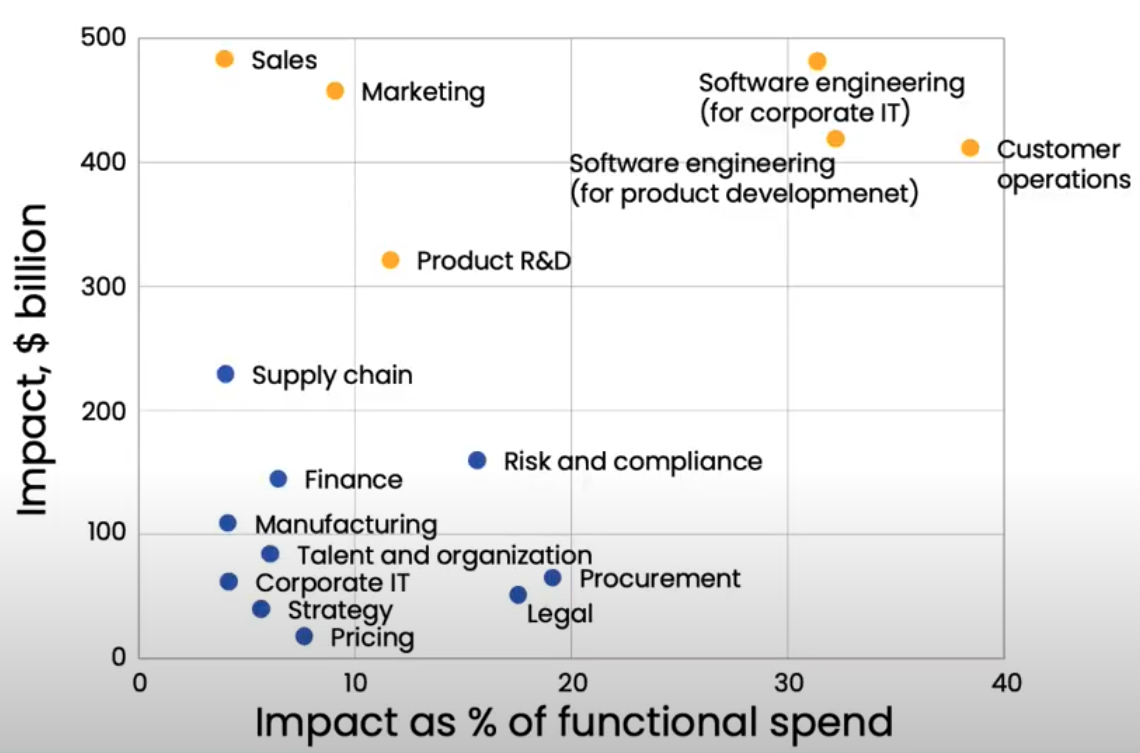 500
Sales
Marketing
Software engineering
(for corporate IT)
400
Software engineering
(for product developmenet)
Customer
operations
Product R&D
300
Supply chain
200
Risk and compliance
Finance
Manufacturing
100
Talent and organization
Corporate IT
Procurement
Strategy
Legal
Pricing
0
0
10
20
30
40
Impact, $ billion
Impact as % of functional spend